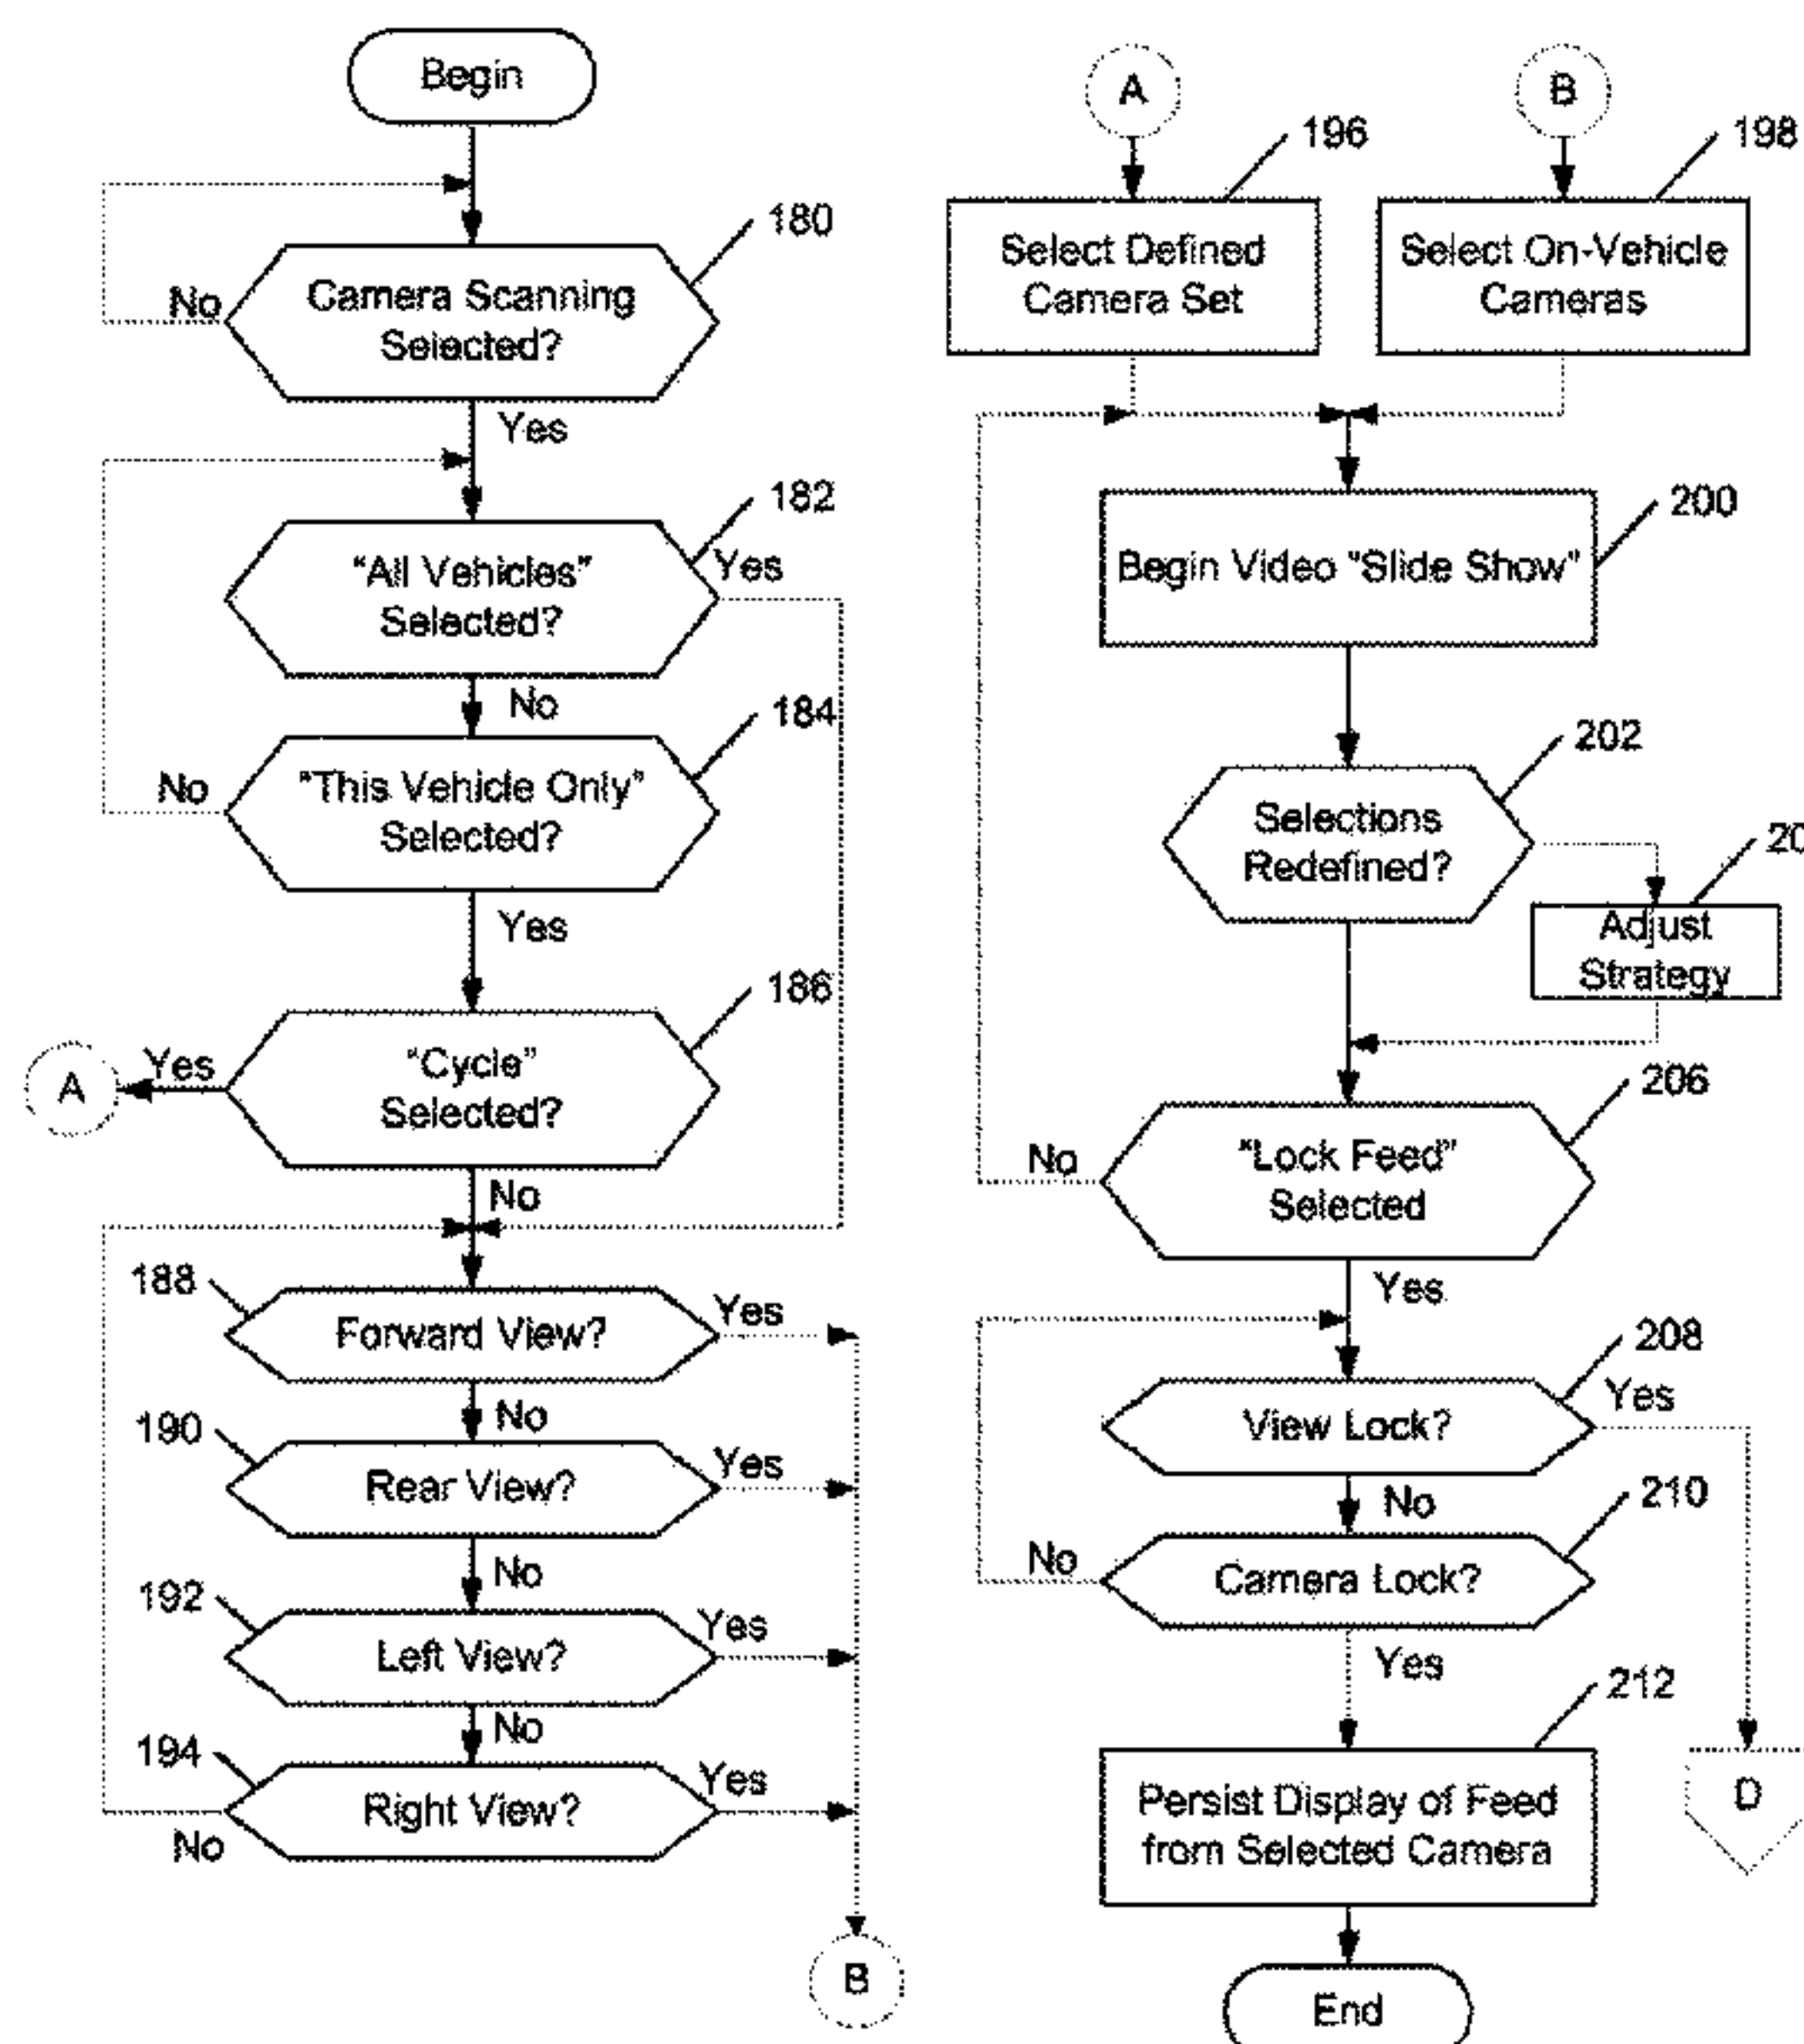 Begin
180
No
Camera Scanning
Selected?
Yes
182
"All Vehicles"
Selected?
Yes
No
184
No
"This Vehicle Only"
Selected?
Yes
186
A
Yes
"Cycle"
Selected?
No
188
Forward View?
Yes
No
190
Rear View?
Yes
No
192
Left View?
Yes
No
194
Right View?
Yes
No
B
A
B
196
198
Select Defined
Camera Set
Select On-Vehicle
Cameras
200
Begin Video "Slide Show"
202
Selections
Redefined?
Adjust
Strategy
206
No
"Lock Feed"
Selected
Yes
208
View Lock?
Yes
No
210
No
Camera Lock?
Yes
212
Persist Display of Feed
from Selected Camera
D
End